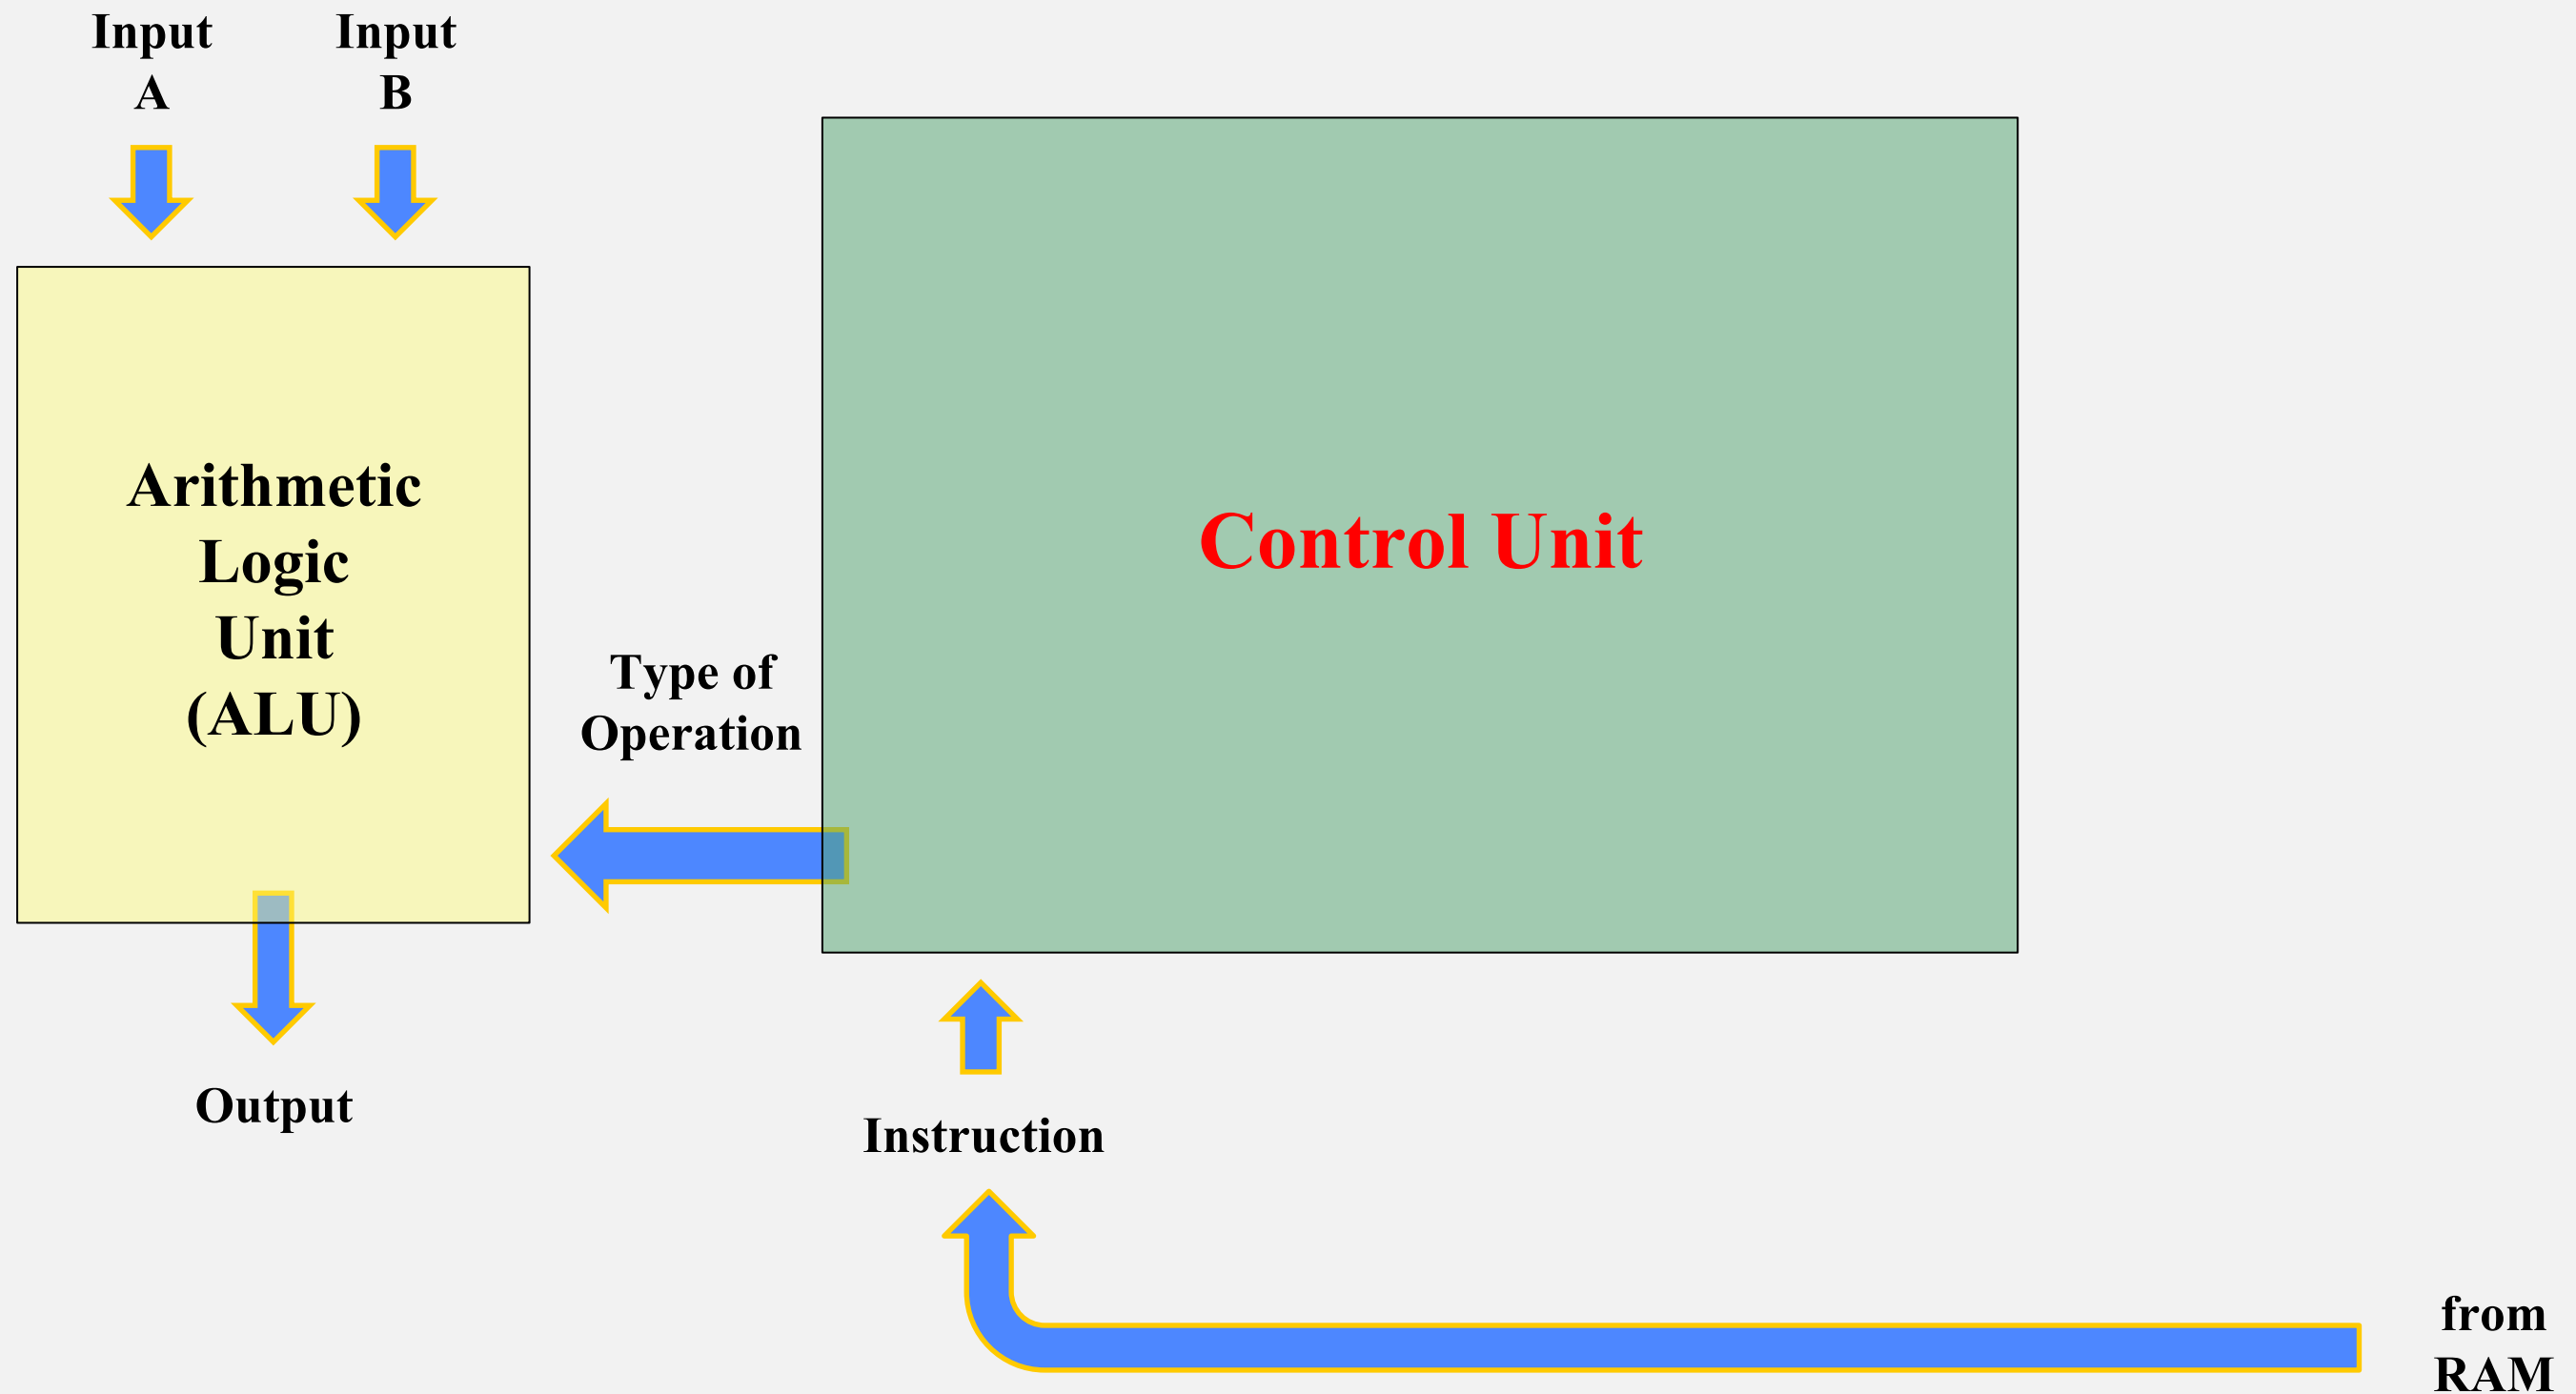 Input
A
Input
B
Arithmetic
Logic
Unit
(ALU)
Control Unit
Type of
Operation
Output
Instruction
from
RAM